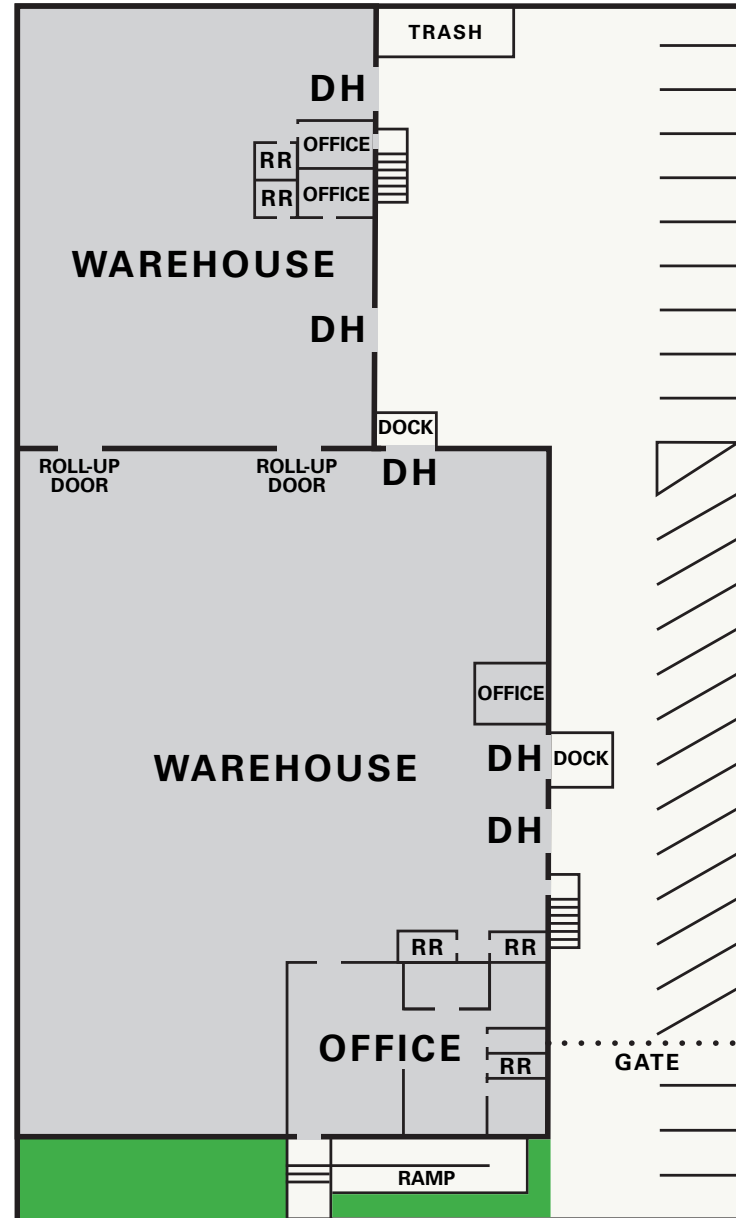 TRASH
DH
OFFICE
RR
RR
OFFICE
WAREHOUSE
DH
DOCK
ROLL-UP
DOOR
ROLL-UP
DOOR
DH
OFFICE
WAREHOUSE
DH
DOCK
DH
RR
RR
OFFICE
RR
GATE
RAMP